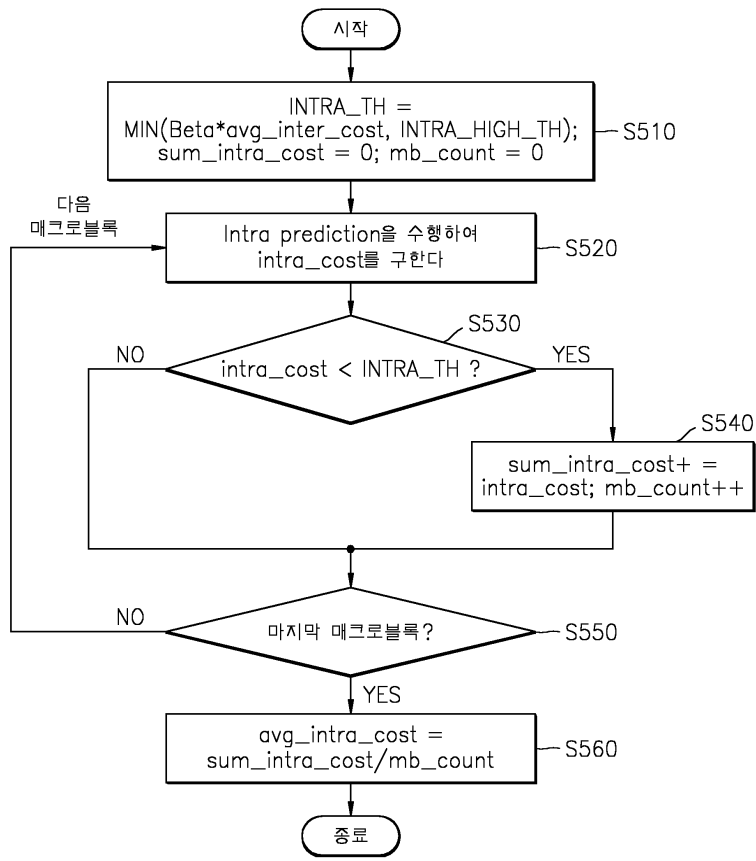 시작
INTRA_TH =
MIN(Beta*avg_inter_cost, INTRA_HIGH_TH);
sum_intra_cost = 0; mb_count = 0
S510
다음
매크로블록
Intra prediction을 수행하여
intra_cost를 구한다
S520
S530
NO
intra_cost < INTRA_TH ?
YES
S540
sum_intra_cost+ =
intra_cost; mb_count++
NO
마지막 매크로블록?
S550
YES
avg_intra_cost =
sum_intra_cost/mb_count
S560
종료